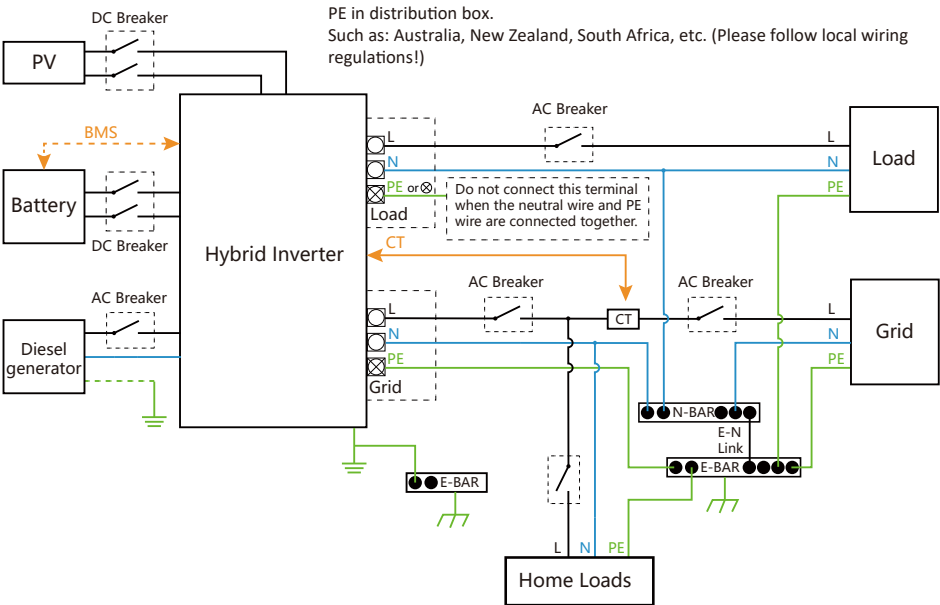 PE in distribution box.
Such as: Australia, New Zealand, South Africa, etc. (Please follow local wiring
regulations!)
DC Breaker
PV
AC Breaker
BMS
L
N
PE or
Load
Do not connect this terminal
when the neutral wire and PE
wire are connected together.
L
N
PE
Load
Battery
DC Breaker
Hybrid Inverter
CT
AC Breaker
Diesel
generator
L
N
PE
Grid
AC Breaker
CT
AC Breaker
L
N
PE
Grid
N-BAR
E-N
Link
E-BAR
E-BAR
L
N
PE
Home Loads